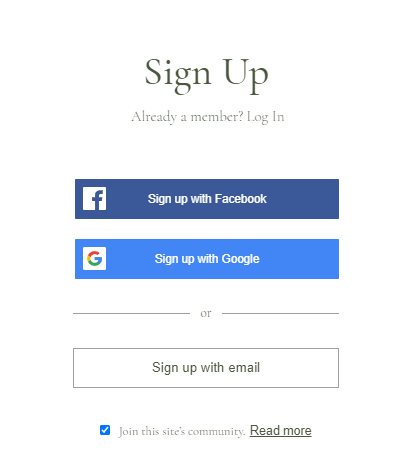 Sign Up
Already a member? Log In
Sign up with Facebook
Sign up with Google
or
Sign up with email
Join this site's community. Read more